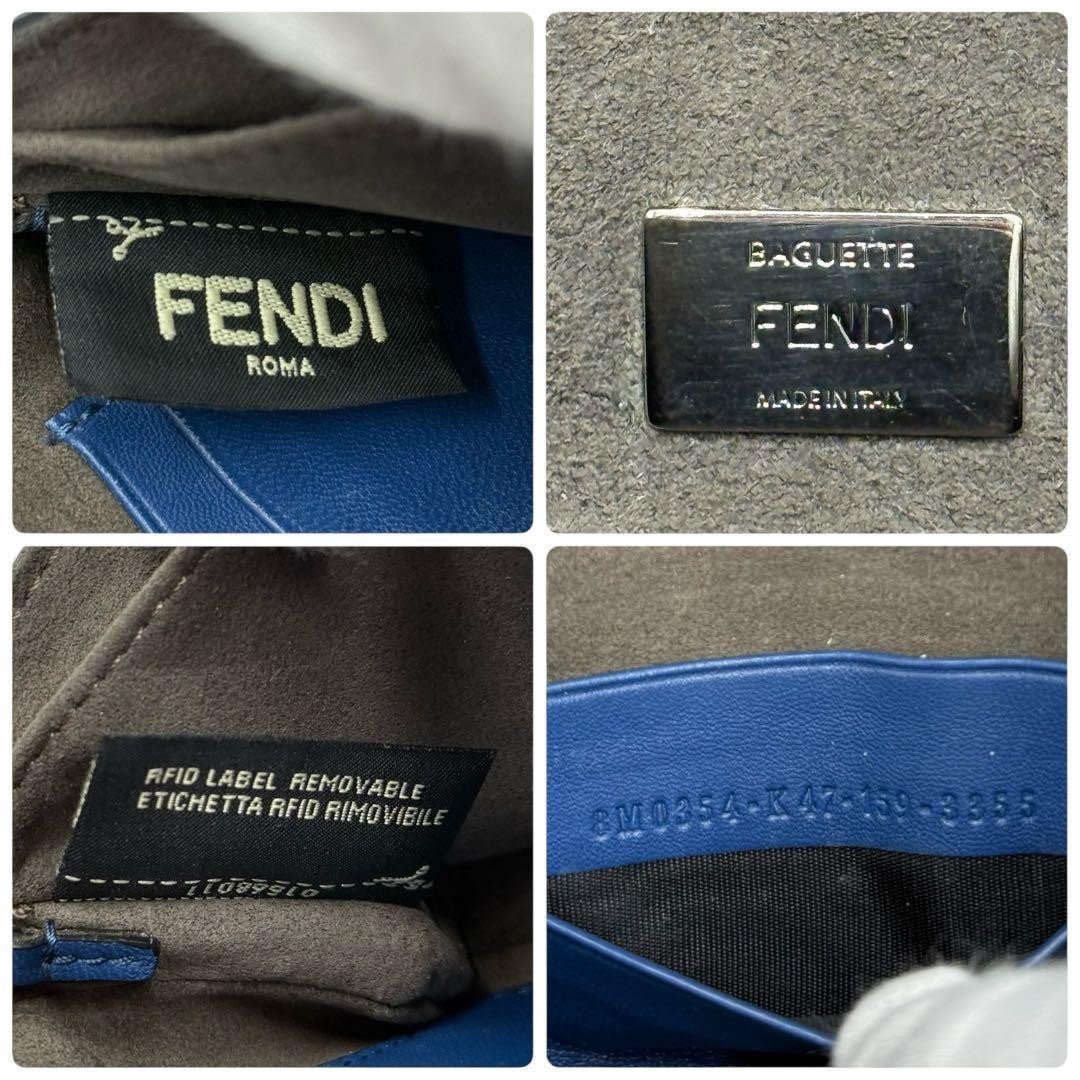 FENDI
ROMA
BAGUETTE
FENDI
MADE IN ITALY
RFID LABEL REMOVABLE
ETICHETTA RFID RIMOVIBILE
8M0354-K47-159-3355